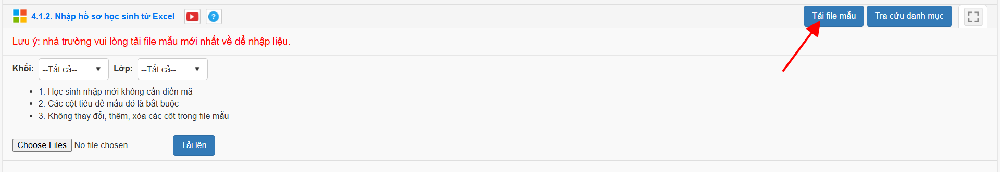 4.1.2. Nhập hồ sơ học sinh từ Excel
?
Tải file mẫu
Tra cứu danh mục
Lưu ý: nhà trường vui lòng tải file mẫu mới nhất về để nhập liệu.
Khối: --Tất cả-- Lớp: --Tất cả--
1. Học sinh nhập mới không cần điền mã
2. Các cột tiêu đề mẩu đỏ là bắt buộc
3. Không thay đổi, thêm, xóa các cột trong file mẫu
Choose Files No file chosen Tải lên